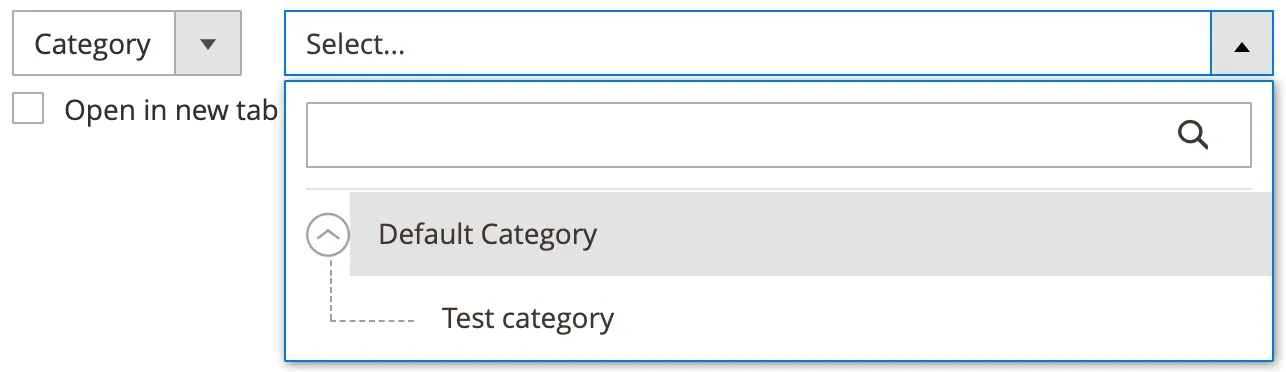 Category
Select...
Open in new tab
Default Category
Test category